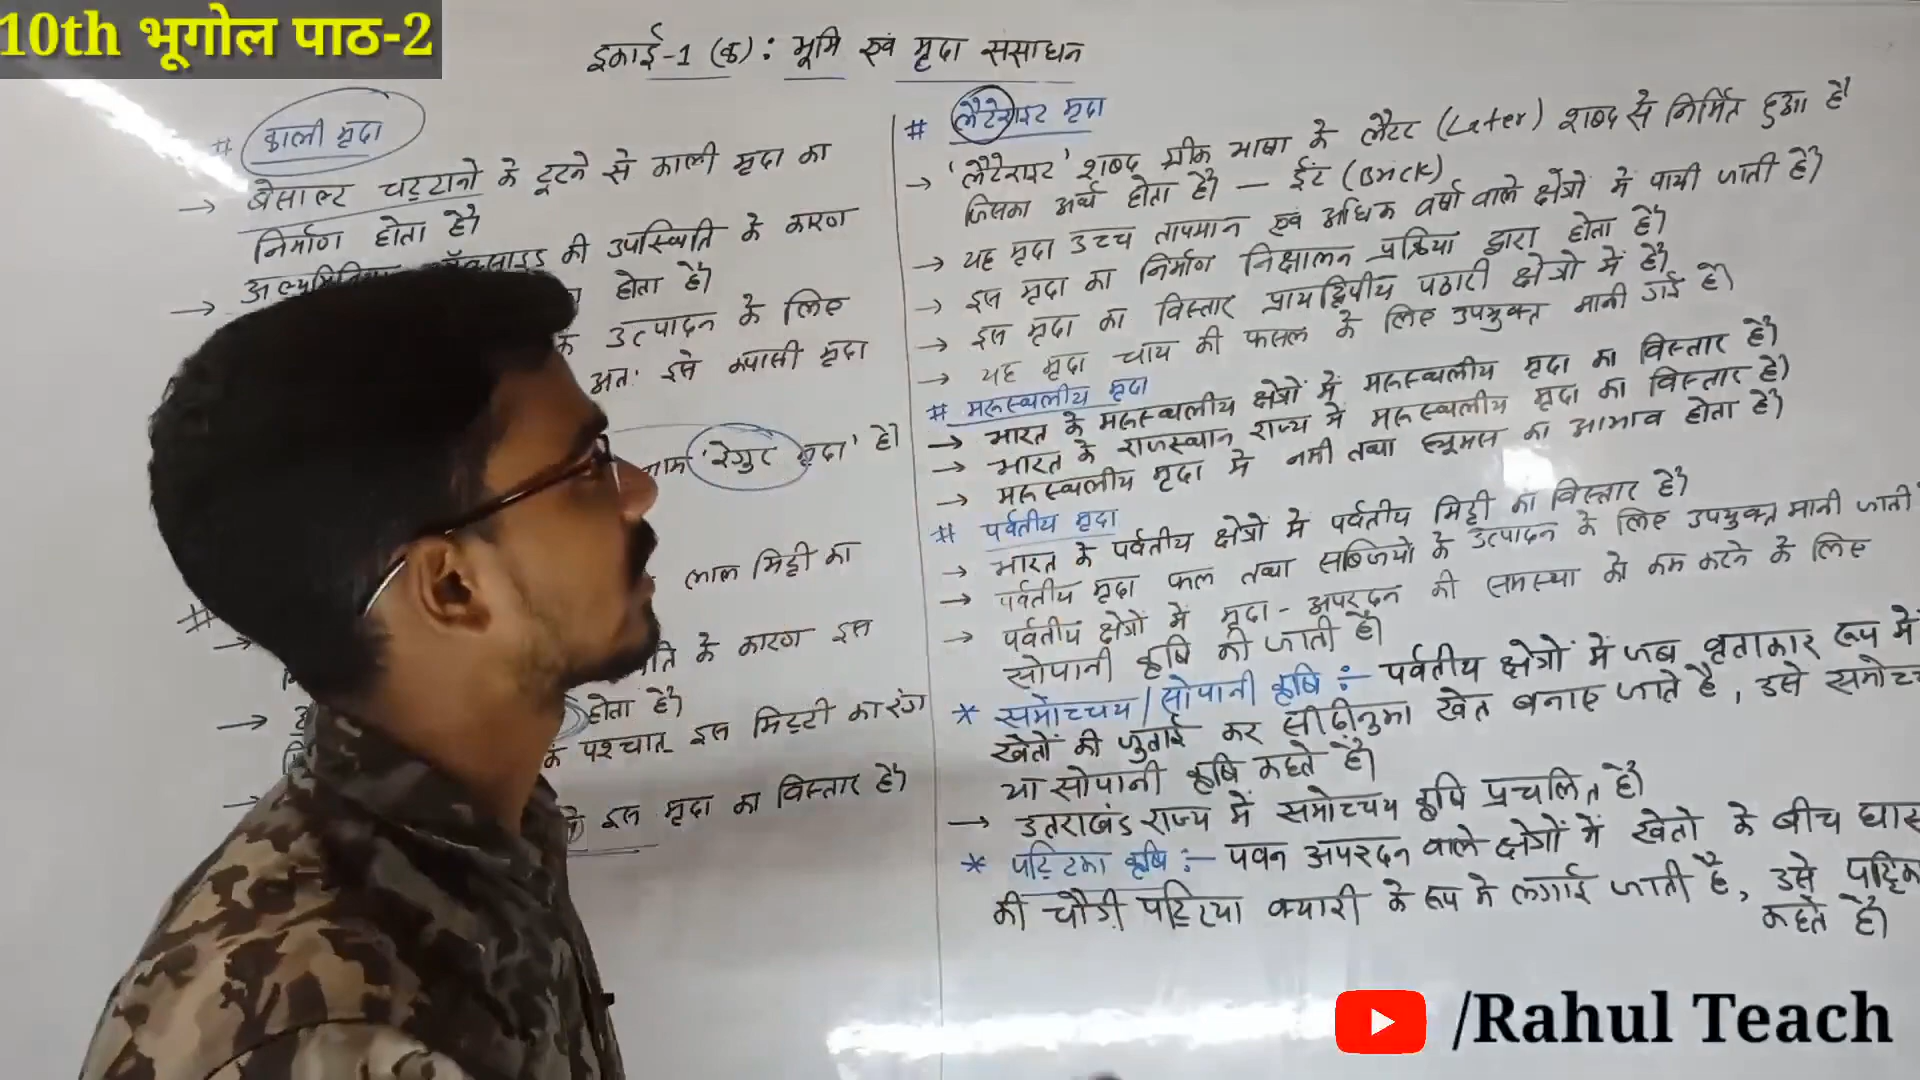 10th भूगोल पाठ-2
इकाई-1 (क) : भूमि एवं मृदा संसाधन
# काली मृदा
→ बेसाल्ट चट्टानों के टूटने से काली मृदा का
निर्माण होता है।
→ की उपस्थिति के कारण
होता है।
उत्पादन के लिए
अतः इसे कपासी मृदा
नाम 'रेगुर मृदा' है।
#
लाल मिट्टी का
→ के कारण इस
→ होता है।
के पश्चात् इस मिट्टी का रंग
→ इस मृदा का विस्तार है।
# लैटेराइट मृदा
→ 'लैटेराइट' शब्द ग्रीक भाषा के लैटर (Later) शब्द से निर्मित हुआ है
जिसका अर्थ होता है। — ईंट (Brick)
→ यह मृदा उच्च तापमान एवं अधिक वर्षा वाले क्षेत्रों में पायी जाती है।
→ इस मृदा का निर्माण निक्षालन प्रक्रिया द्वारा होता है।
→ इस मृदा का विस्तार प्रायद्विपीय पठारी क्षेत्रो में है।
→ यह मृदा चाय की फसल के लिए उपयुक्त मानी गई है।
# मरूस्थलीय मृदा
→ भारत के मरूस्थलीय क्षेत्रों में मरूस्थलीय मृदा का विस्तार है।
→ भारत के राजस्थान राज्य में मरूस्थलीय मृदा का विस्तार है।
→ मरूस्थलीय मृदा में नमी तथा ह्यूमस का आभाव होता है।
# पर्वतीय मृदा
→ भारत के पर्वतीय क्षेत्रो में पर्वतीय मिट्टी का विस्तार है।
→ पर्वतीय मृदा फल तथा सब्जियो के उत्पादन के लिए उपयुक्त मानी जाती
→ पर्वतीय क्षेत्रों में मृदा - अपरदन की समस्या को कम करने के लिए
सोपानी कृषि की जाती है।
* समोच्चय/सोपानी कृषि :- पर्वतीय क्षेत्रों में जब वृताकार रूप में
खेतों की जुताई कर सीढीनुमा खेत बनाए जाते है, उसे समोच्च
या सोपानी कृषि कहते है।
→ उतराखंड राज्य में समोच्चय कृषि प्रचलित है।
* पट्टिका कृषि :- पवन अपरदन वाले क्षेत्रों में खेतो के बीच घास
की चौड़ी पट्टिया क्यारी के रूप मे लगाई जाती है, उसे पट्टिक
कहते है।
/Rahul Teach